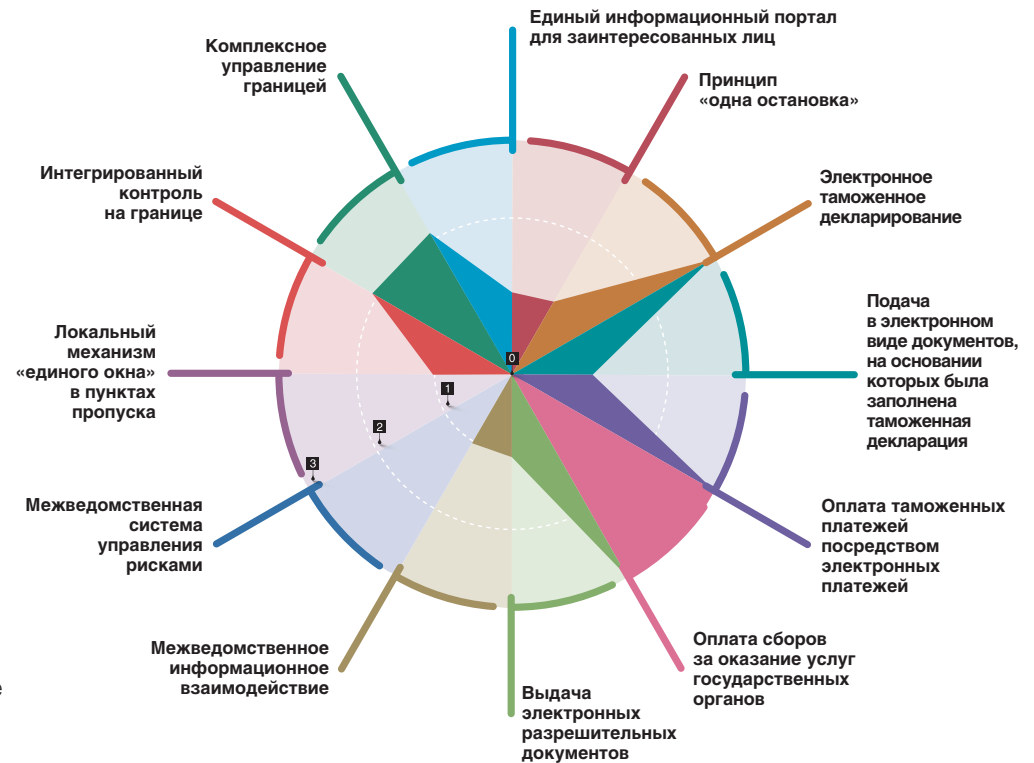 Единый информационный портал
для заинтересованных лиц
Принцип
«одна остановка»
Электронное
таможенное
декларирование
Подача
в электронном
виде документов,
на основании
которых была
заполнена
таможенная
декларация
Оплата таможенных
платежей
посредством
электронных
платежей
Оплата сборов
за оказание услуг
государственных
органов
Выдача
электронных
разрешительных
документов
Межведомственное
информационное
взаимодействие
Межведомственная
система
управления
рисками
Локальный
механизм
«единого окна»
в пунктах
пропуска
Интегрированный
контроль
на границе
Комплексное
управление
границей
0
1
2
3
е